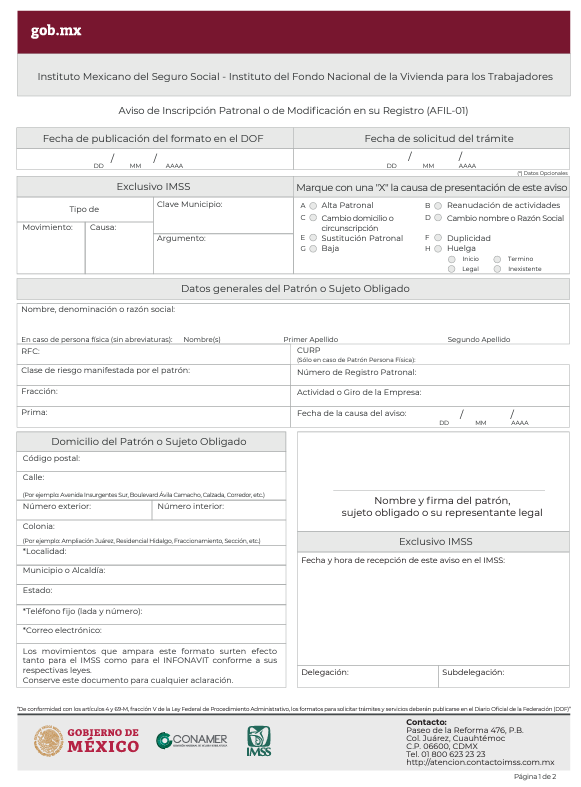 gob.mx
Instituto Mexicano del Seguro Social - Instituto del Fondo Nacional de la Vivienda para los Trabajadores
Aviso de Inscripción Patronal o de Modificación en su Registro (AFIL-01)
Fecha de publicación del formato en el DOF
/ /
DD MM AAAA
Fecha de solicitud del trámite
/ /
DD MM AAAA
(*) Datos Opcionales
Exclusivo IMSS
Tipo de
Movimiento:
Causa:
Clave Municipio:
Argumento:
Marque con una "X" la causa de presentación de este aviso
A Alta Patronal
B Reanudación de actividades
C Cambio domicilio o
circunscripción
D Cambio nombre o Razón Social
E Sustitución Patronal
F Duplicidad
G Baja
H Huelga
Inicio Termino
Legal Inexistente
Datos generales del Patrón o Sujeto Obligado
Nombre, denominación o razón social:
En caso de persona física (sin abreviaturas): Nombre(s) Primer Apellido Segundo Apellido
RFC:
CURP
(Sólo en caso de Patrón Persona Física):
Clase de riesgo manifestada por el patrón:
Número de Registro Patronal:
Fracción:
Actividad o Giro de la Empresa:
Prima:
Fecha de la causa del aviso:
/ /
DD MM AAAA
Domicilio del Patrón o Sujeto Obligado
Código postal:
Calle:
(Por ejemplo: Avenida Insurgentes Sur, Boulevard Ávila Camacho, Calzada, Corredor, etc.)
Número exterior:
Número interior:
Colonia:
(Por ejemplo: Ampliación Juárez, Residencial Hidalgo, Fraccionamiento, Sección, etc.)
*Localidad:
Municipio o Alcaldía:
Estado:
*Teléfono fijo (lada y número):
*Correo electrónico:
Los movimientos que ampara este formato surten efecto
tanto para el IMSS como para el INFONAVIT conforme a sus
respectivas leyes.
Conserve este documento para cualquier aclaración.
Nombre y firma del patrón,
sujeto obligado o su representante legal
Exclusivo IMSS
Fecha y hora de recepción de este aviso en el IMSS:
Delegación:
Subdelegación:
"De conformidad con los artículos 4 y 69-M, fracción V de la Ley Federal de Procedimiento Administrativo, los formatos para solicitar trámites y servicios deberán publicarse en el Diario Oficial de la Federación (DOF)"
GOBIERNO DE
MÉXICO
CONAMER
IMSS
Contacto:
Paseo de la Reforma 476, P.B.
Col. Juárez, Cuauhtémoc
C.P. 06600, CDMX
Tel. 01 800 623 23 23
http://atencion.contactoimss.com.mx
Página 1 de 2